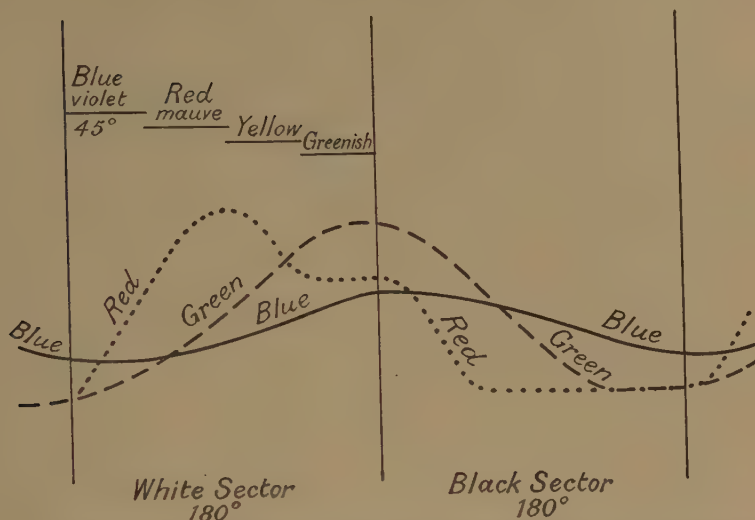 Blue
violet
45°
Red
mauve
Yellow
Greenish
Red
Green
Blue
Blue
Red
Green
Blue
White Sector
180°
Black Sector
180°